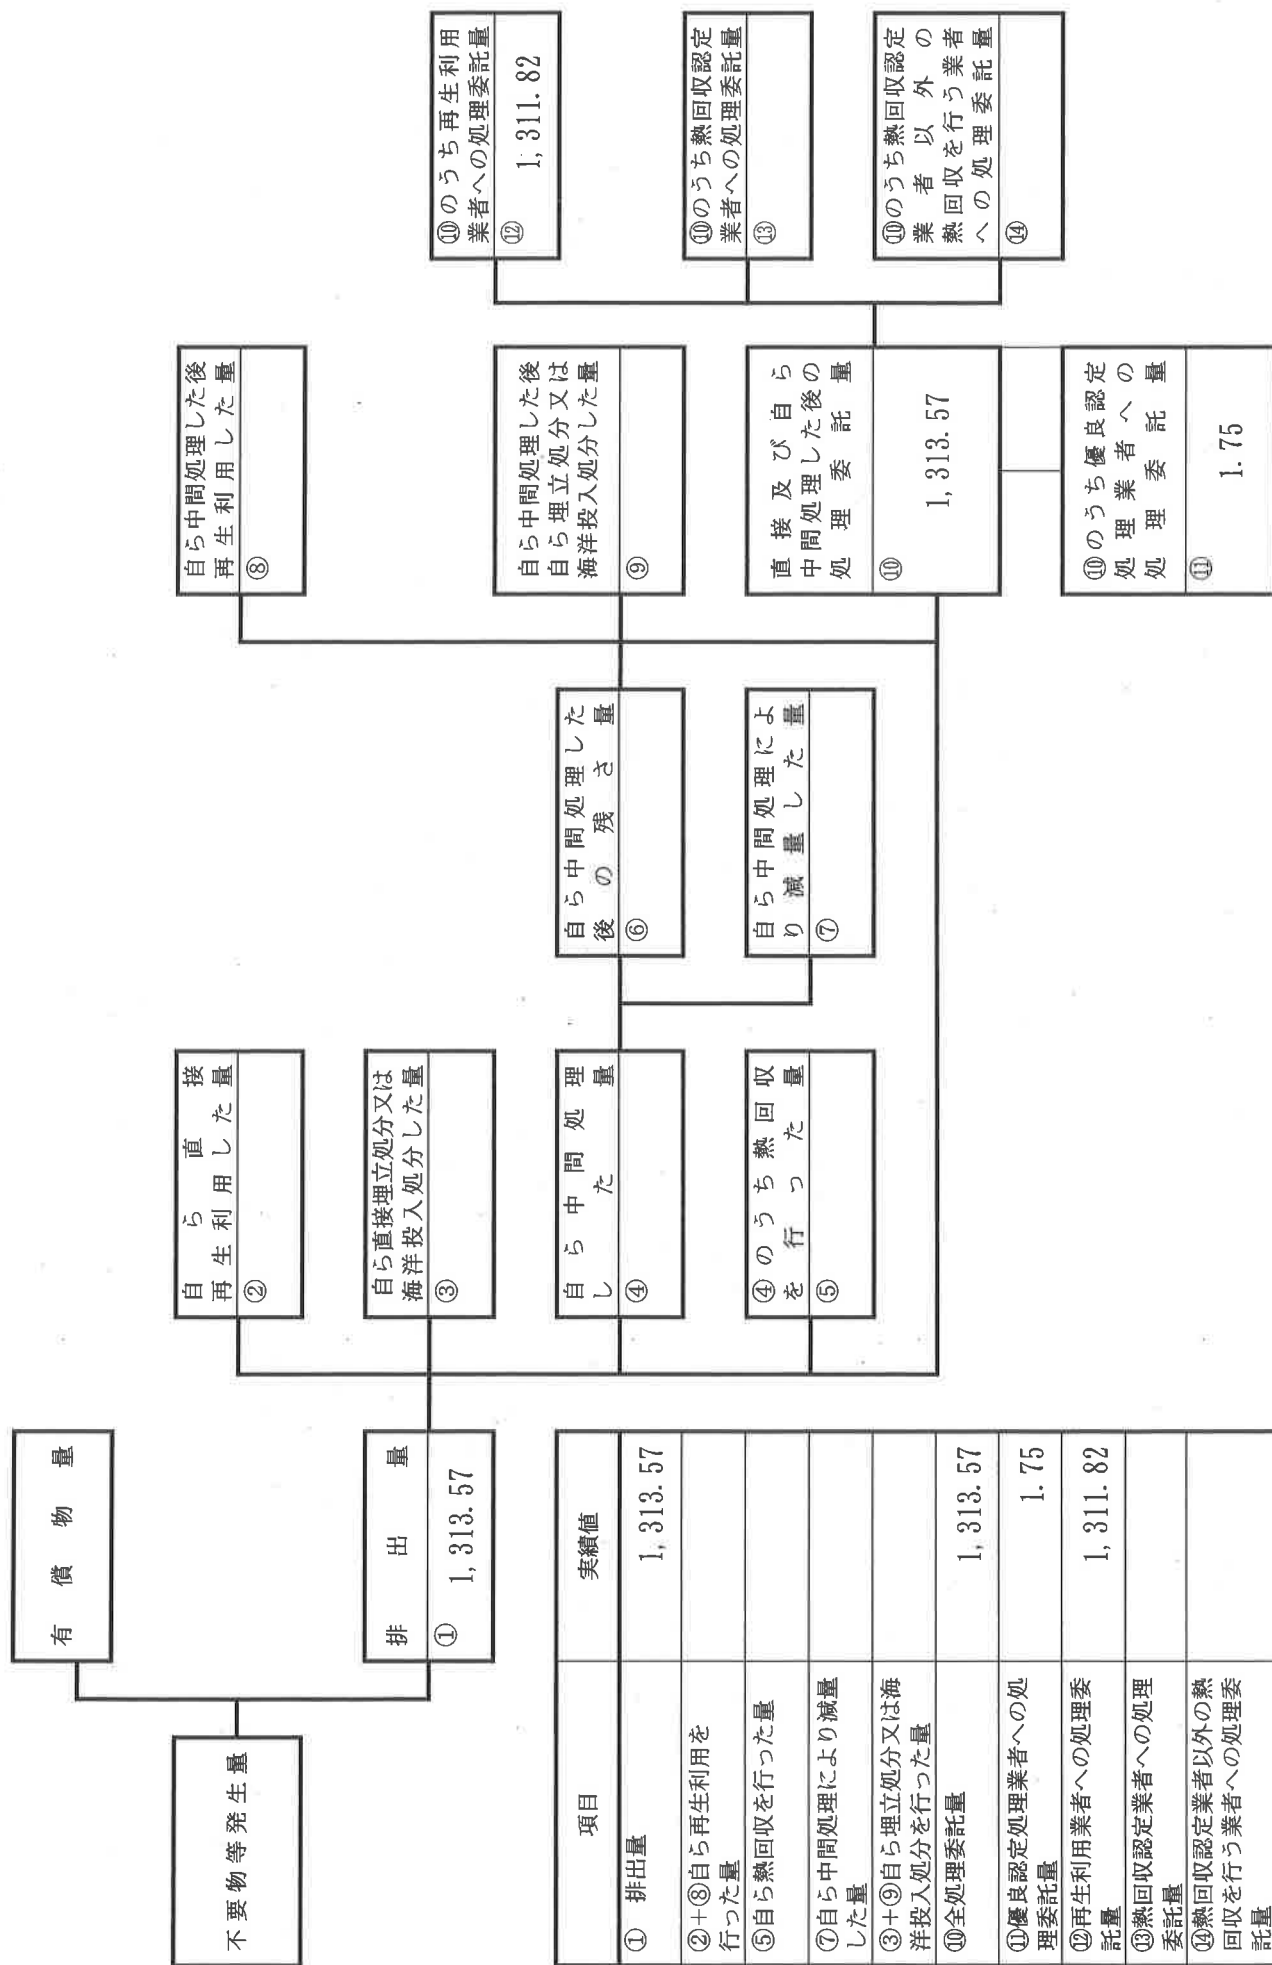 不要物等発生量
有償物量
排出量
① 1,313.57
自ら直接
再生利用した量
②
自ら直接埋立処分又は
海洋投入処分した量
③
自ら中間処理
した量
④
④のうち熱回収
を行った量
⑤
自ら中間処理した
後の残さ量
⑥
自ら中間処理によ
り減量した量
⑦
自ら中間処理した後
再生利用した量
⑧
自ら中間処理した後
自ら埋立処分又は
海洋投入処分した量
⑨
直接及び自ら
中間処理した後の
処理委託量
⑩ 1,313.57
⑩のうち優良認定
処理業者への
処理委託量
⑪ 1.75
⑩のうち再生利用
業者への処理委託量
⑫ 1,311.82
⑩のうち熱回収認定
業者への処理委託量
⑬
⑩のうち熱回収認定
業者以外の
熱回収を行う業者
への処理委託量
⑭
項目 実績値
① 排出量 1,313.57
②+⑧自ら再生利用を
行った量
⑤自ら熱回収を行った量
⑦自ら中間処理により減量
した量
③+⑨自ら埋立処分又は海
洋投入処分を行った量
⑩全処理委託量 1,313.57
⑪優良認定処理業者への処
理委託量 1.75
⑫再生利用業者への処理委
託量 1,311.82
⑬熱回収認定業者への処理
委託量
⑭熱回収認定業者以外の熱
回収を行う業者への処理委
託量